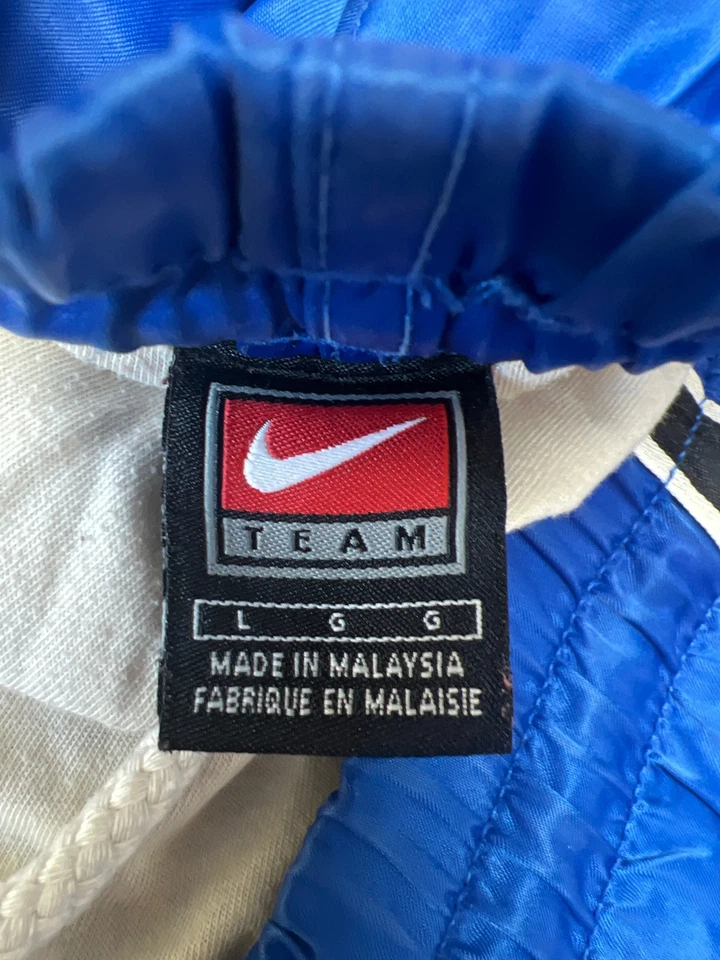 TEAM
L G G
MADE IN MALAYSIA
FABRIQUE EN MALAISIE